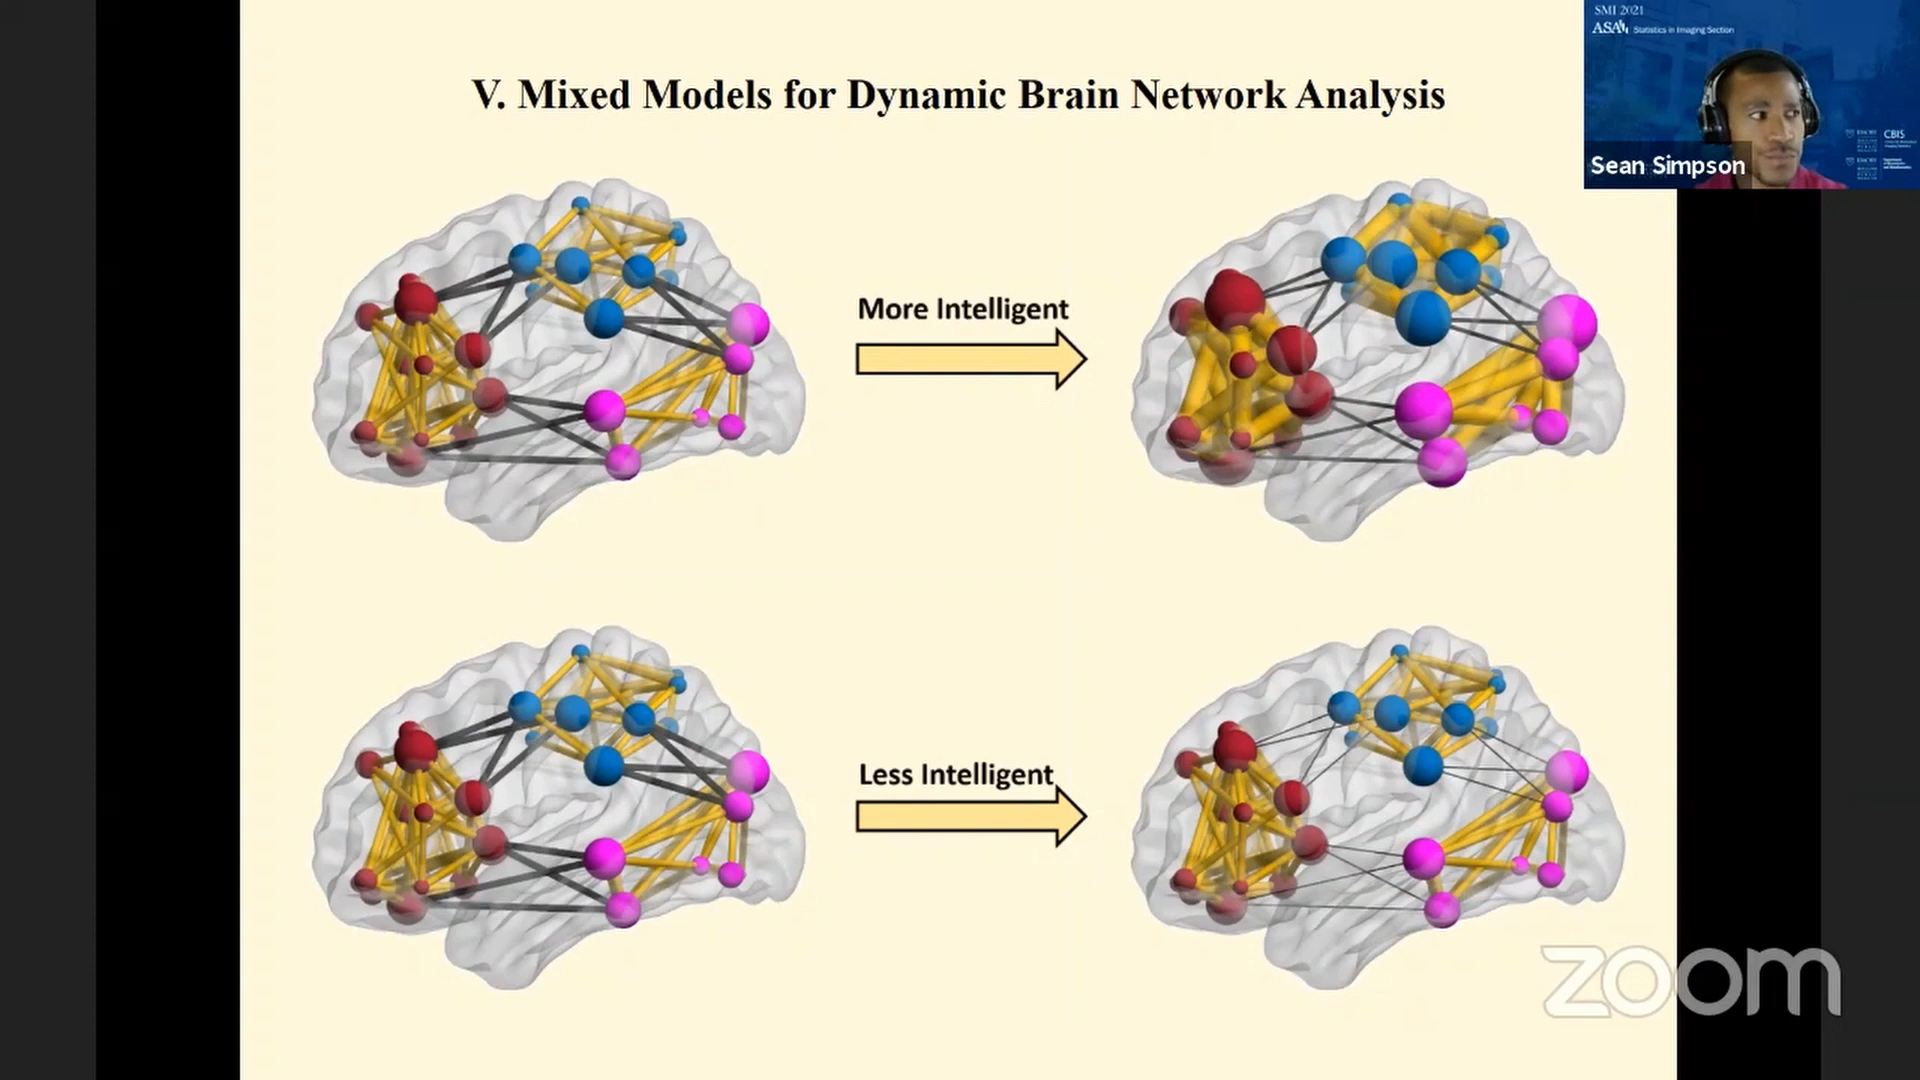 V. Mixed Models for Dynamic Brain Network Analysis
SMI 2021
ASA Statistics in Imaging Section
CBIS
Sean Simpson
More Intelligent
Less Intelligent
zoom